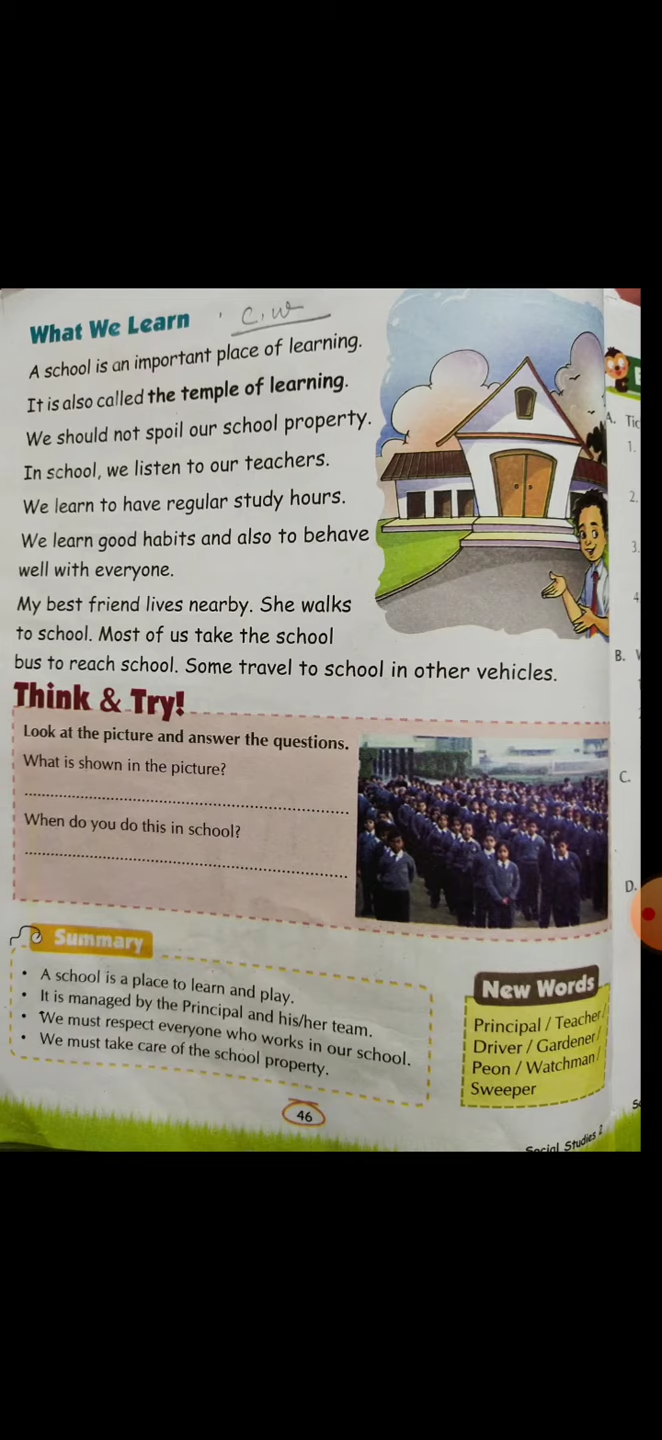 What We Learn
C.W
A school is an important place of learning.
It is also called the temple of learning.
We should not spoil our school property.
In school, we listen to our teachers.
We learn to have regular study hours.
We learn good habits and also to behave
well with everyone.
My best friend lives nearby. She walks
to school. Most of us take the school
bus to reach school. Some travel to school in other vehicles.
Think & Try!
Look at the picture and answer the questions.
What is shown in the picture?
When do you do this in school?
Summary
• A school is a place to learn and play.
• It is managed by the Principal and his/her team.
• We must respect everyone who works in our school.
• We must take care of the school property.
New Words
Principal / Teacher /
Driver / Gardener /
Peon / Watchman /
Sweeper
46
Social Studies 2
A.
1.
2.
3.
4
B.
C.
D.